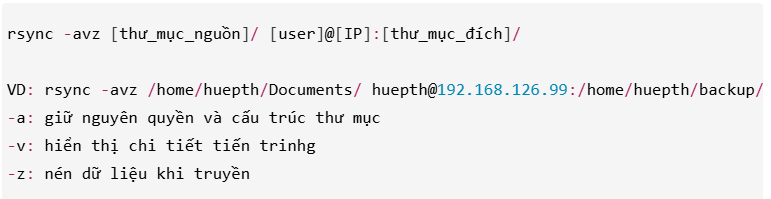 rsync -avz [thư_mục_nguồn]/ [user]@[IP]:[thư_mục_đích]/
VD: rsync -avz /home/huepth/Documents/ huepth@192.168.126.99:/home/huepth/backup/
-a: giữ nguyên quyền và cấu trúc thư mục
-v: hiển thị chi tiết tiến trinhg
-z: nén dữ liệu khi truyền